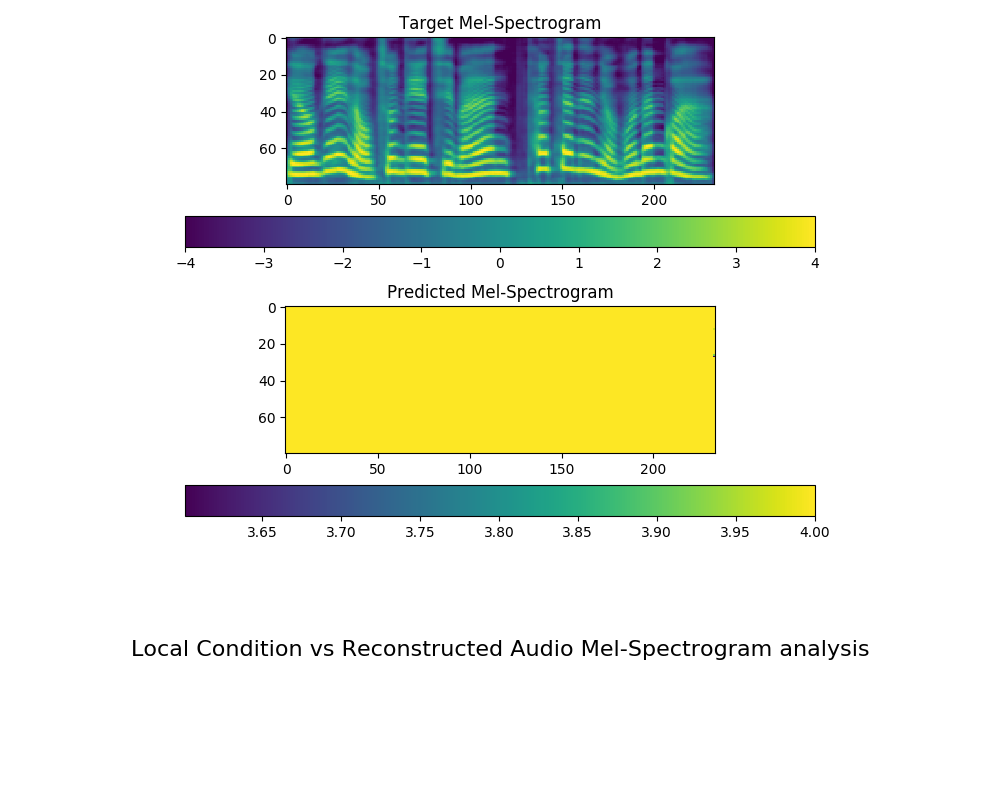 Target Mel-Spectrogram
0
20
40
60
0 50 100 150 200
−4 −3 −2 −1 0 1 2 3 4
Predicted Mel-Spectrogram
0
20
40
60
0 50 100 150 200
3.65 3.70 3.75 3.80 3.85 3.90 3.95 4.00
Local Condition vs Reconstructed Audio Mel-Spectrogram analysis